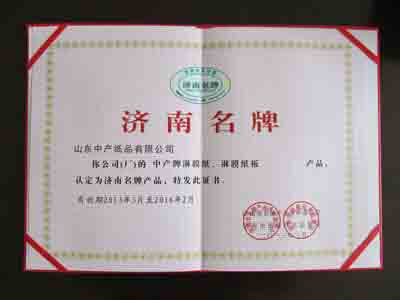 济南名牌
济南名牌
山东中产纸品有限公司
你公司(厂)的 中产牌淋膜纸、淋膜纸板 产品,
认定为济南名牌产品,特发此证书。
有效期2013年3月至2016年2月